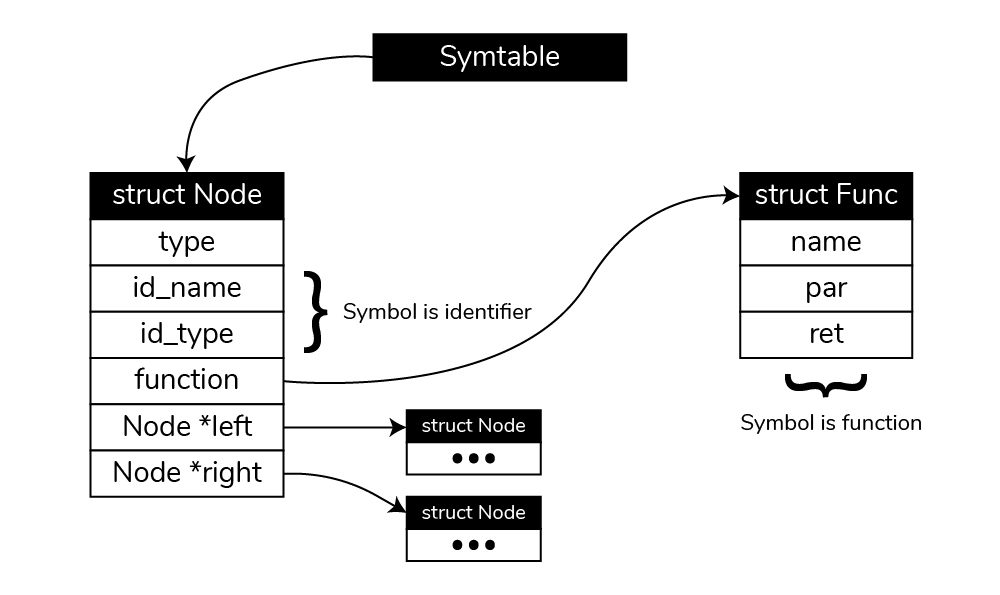 Symtable
struct Node
type
id_name
id_type
function
Node *left
Node *right
Symbol is identifier
struct Node
•••
struct Node
•••
struct Func
name
par
ret
Symbol is function